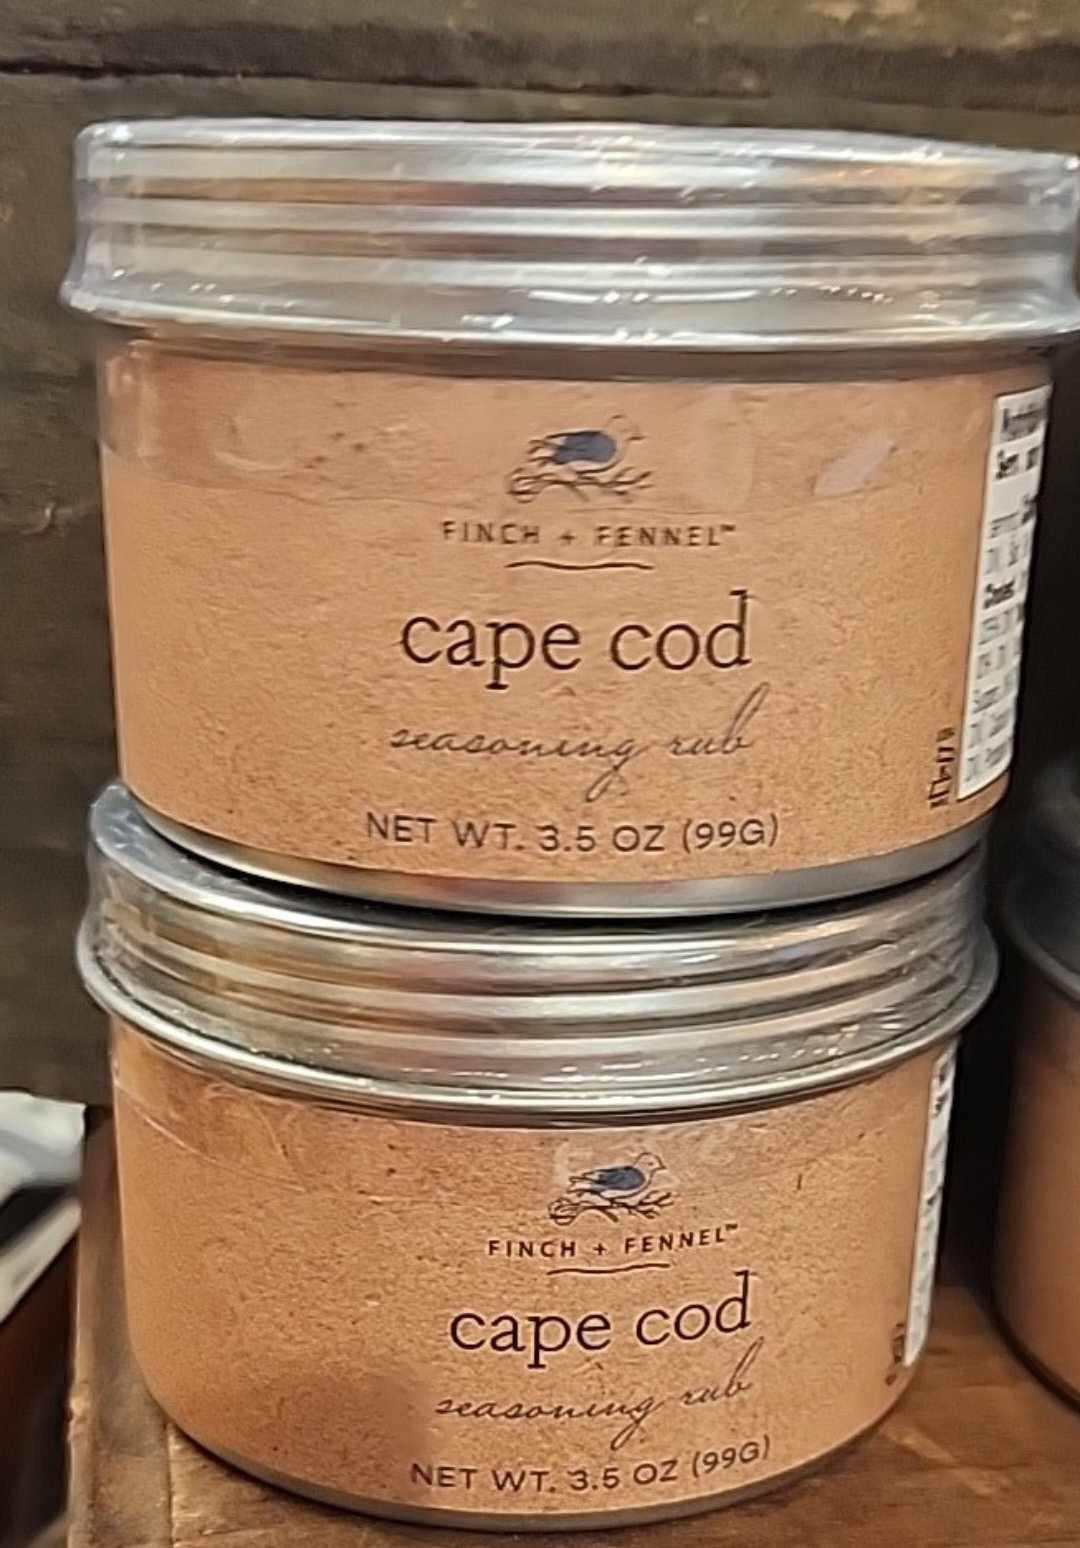 FINCH + FENNEL™
cape cod
seasoning rub
NET WT. 3.5 OZ (99G)
FINCH + FENNEL™
cape cod
seasoning rub
NET WT. 3.5 OZ (99G)